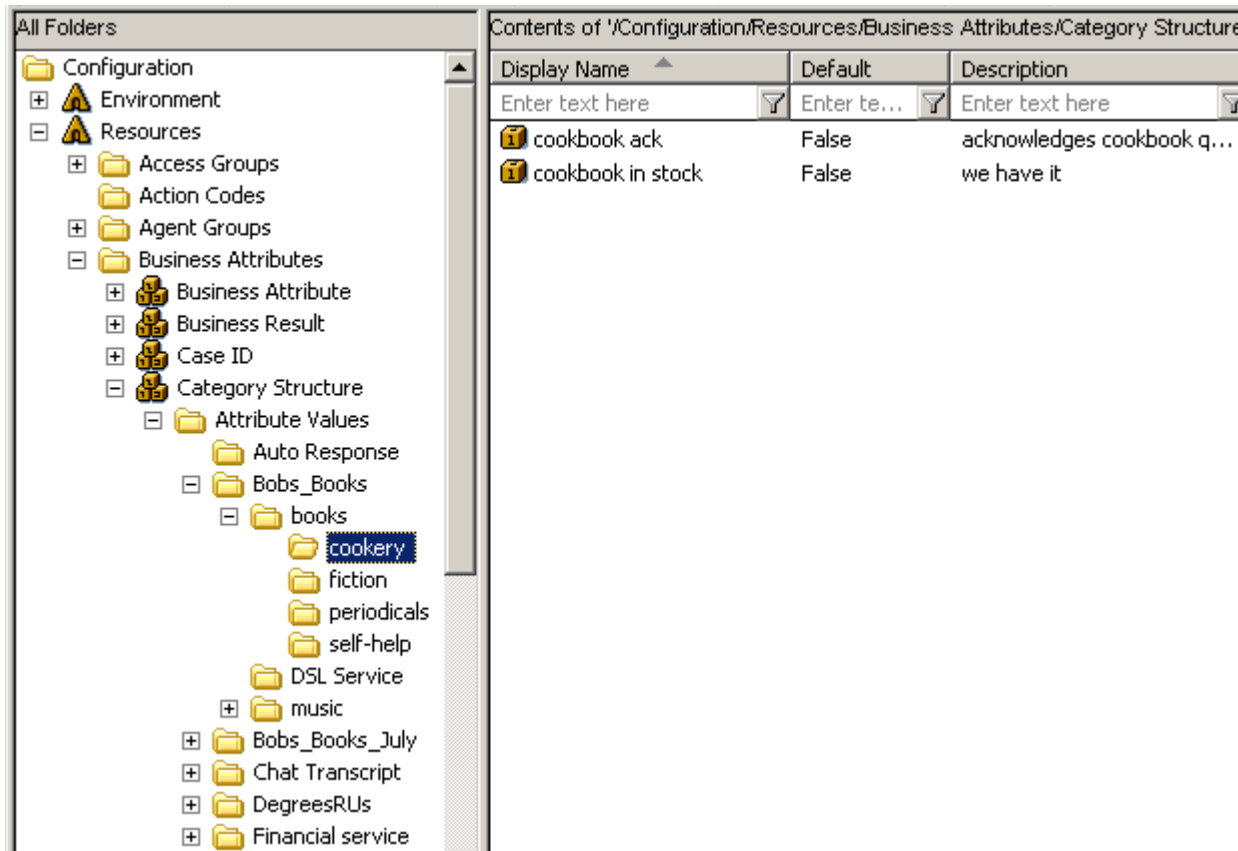 All Folders
Configuration
Environment
Resources
Access Groups
Action Codes
Agent Groups
Business Attributes
Business Attribute
Business Result
Case ID
Category Structure
Attribute Values
Auto Response
Bobs_Books
books
cookery
fiction
periodicals
self-help
DSL Service
music
Bobs_Books_July
Chat Transcript
DegreesRUs
Financial service
Contents of '/Configuration/Resources/Business Attributes/Category Structure
Display Name Default Description
Enter text here Enter te... Enter text here
cookbook ack False acknowledges cookbook q...
cookbook in stock False we have it